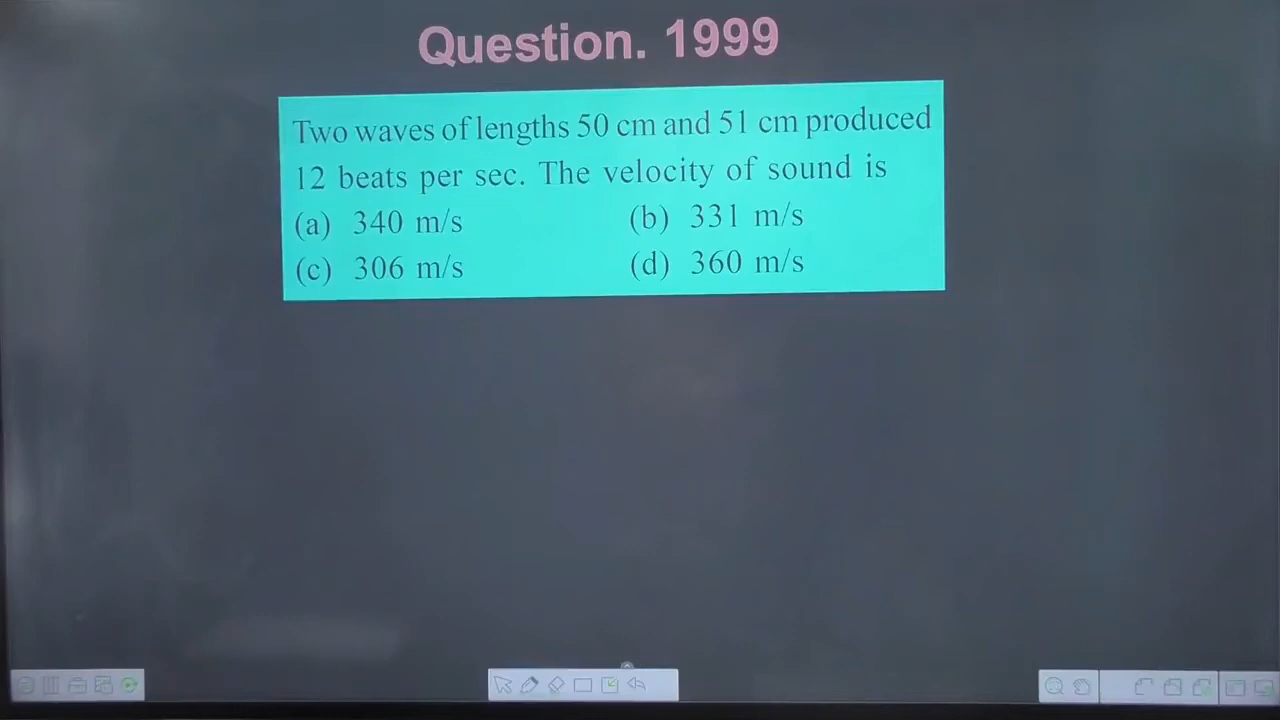 Question. 1999
Two waves of lengths 50 cm and 51 cm produced
12 beats per sec. The velocity of sound is
(a) 340 m/s (b) 331 m/s
(c) 306 m/s (d) 360 m/s